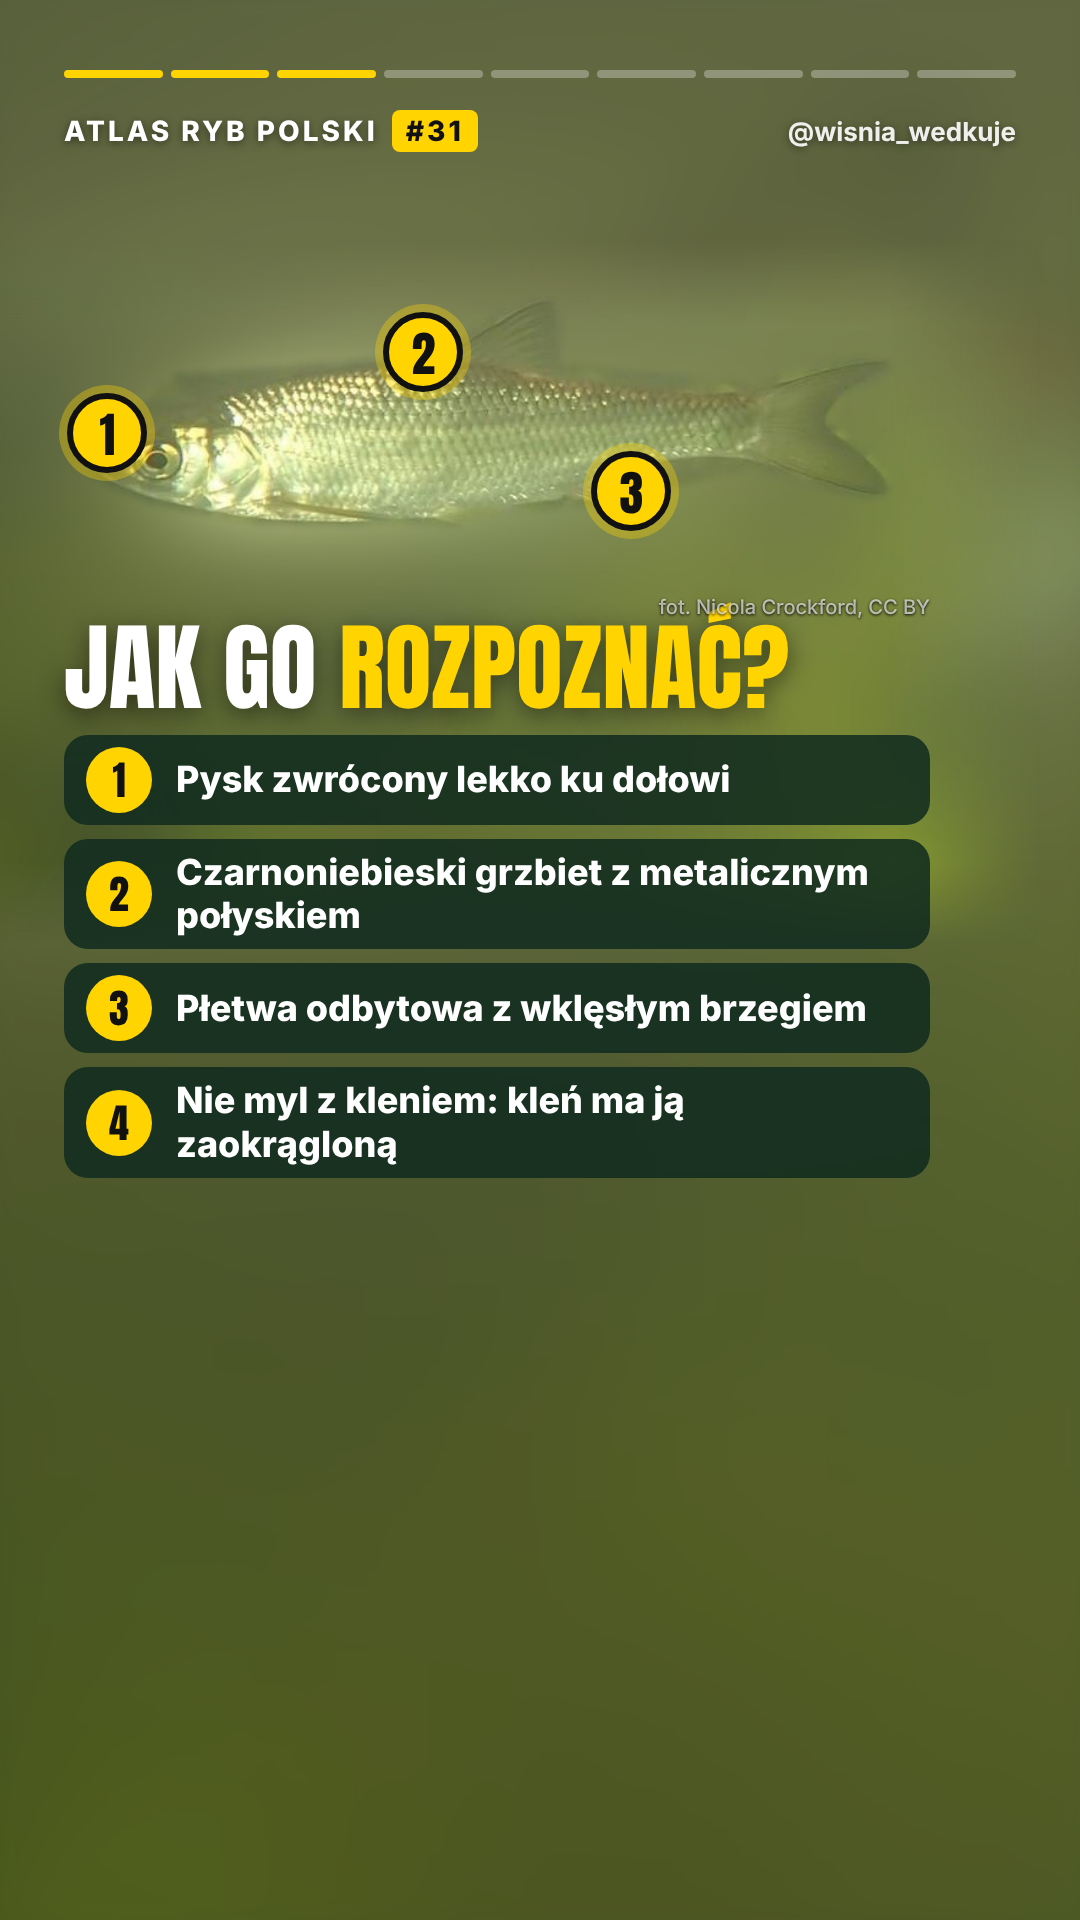 ATLAS RYB POLSKI #31
@wisnia_wedkuje
1
2
3
fot. Nicola Crockford, CC BY
JAK GO ROZPOZNAĆ?
1 Pysk zwrócony lekko ku dołowi
2 Czarnoniebieski grzbiet z metalicznym
połyskiem
3 Płetwa odbytowa z wklęsłym brzegiem
4 Nie myl z kleniem: kleń ma ją
zaokrągloną